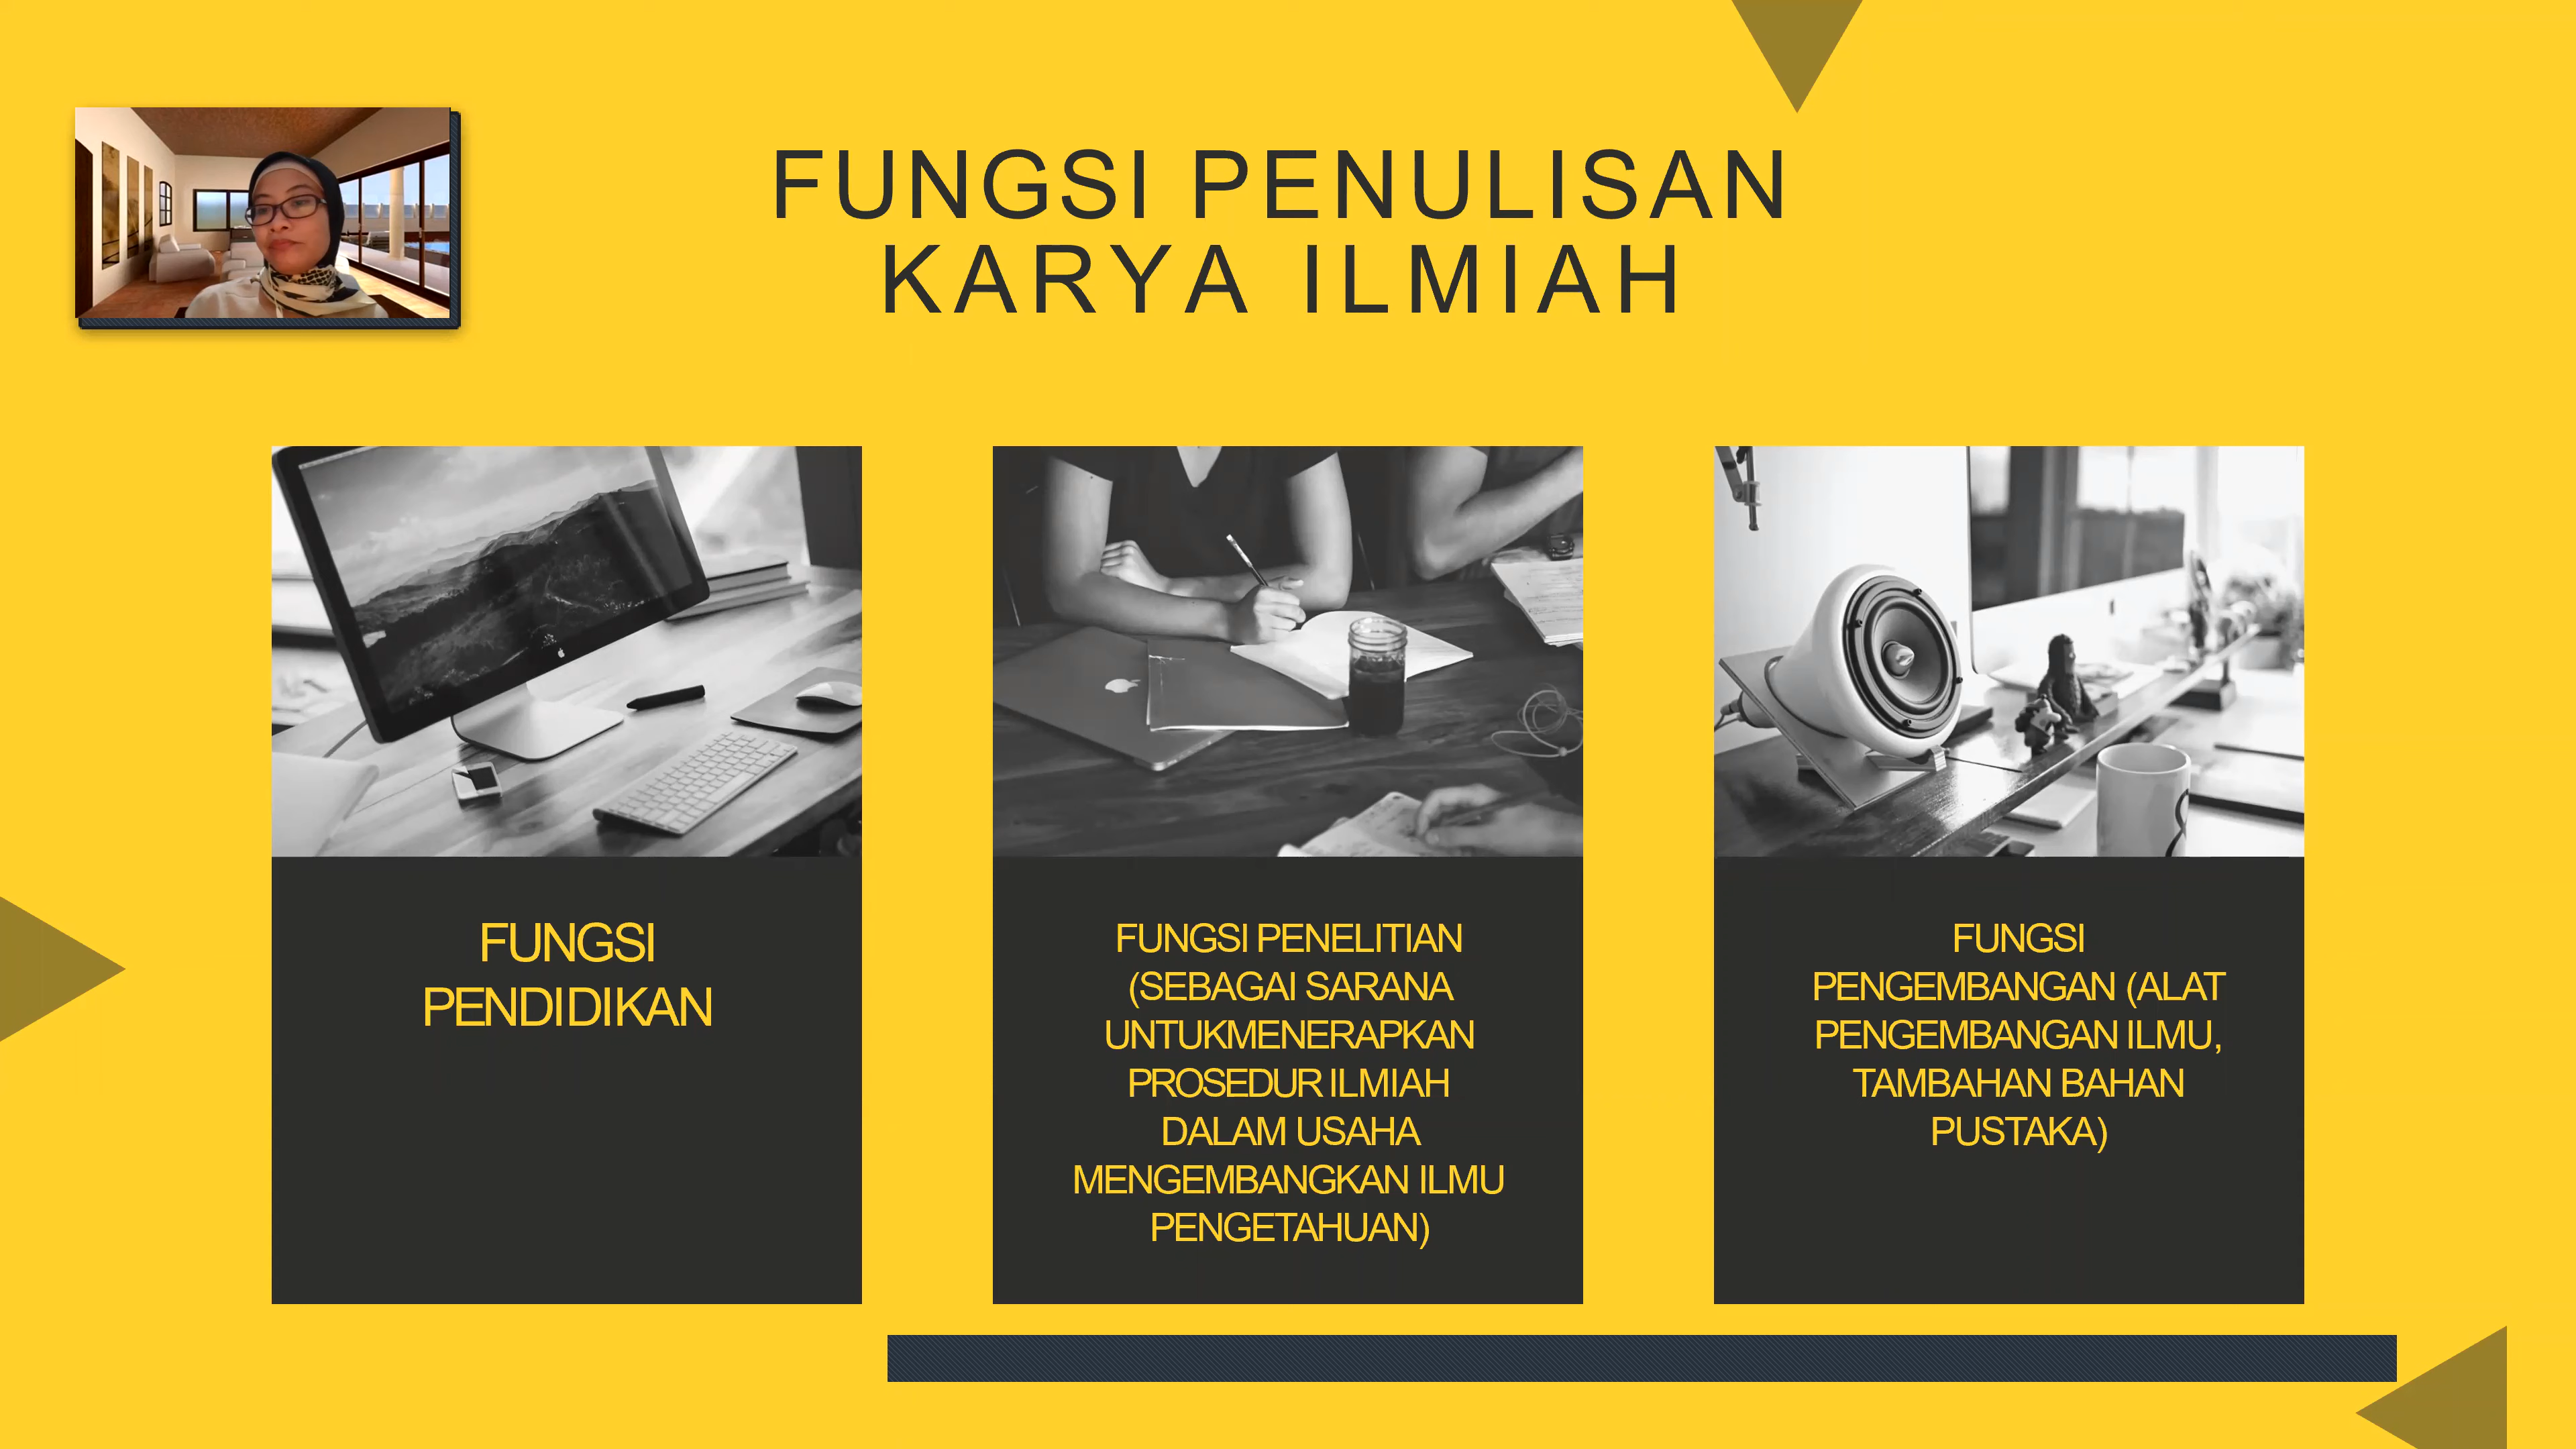 FUNGSI PENULISAN
KARYA ILMIAH
FUNGSI
PENDIDIKAN
FUNGSI PENELITIAN
(SEBAGAI SARANA
UNTUKMENERAPKAN
PROSEDUR ILMIAH
DALAM USAHA
MENGEMBANGKAN ILMU
PENGETAHUAN)
FUNGSI
PENGEMBANGAN (ALAT
PENGEMBANGAN ILMU,
TAMBAHAN BAHAN
PUSTAKA)